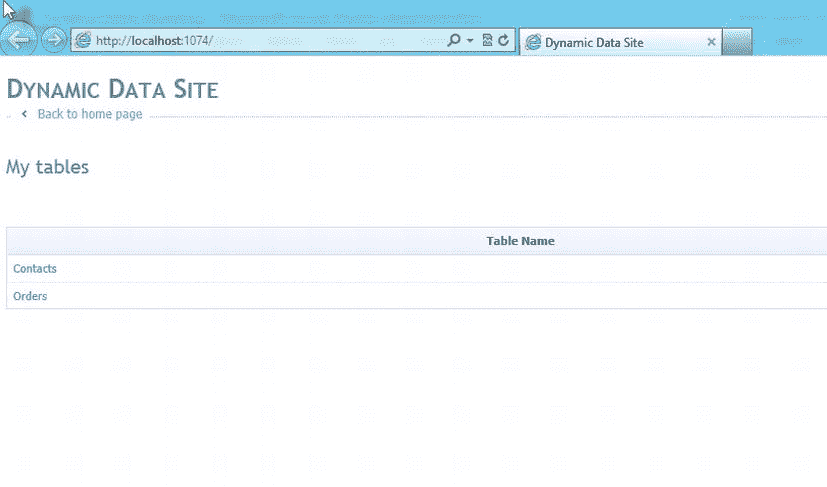 http://localhost:1074/
Dynamic Data Site
DYNAMIC DATA SITE
Back to home page
My tables
Table Name
Contacts
Orders